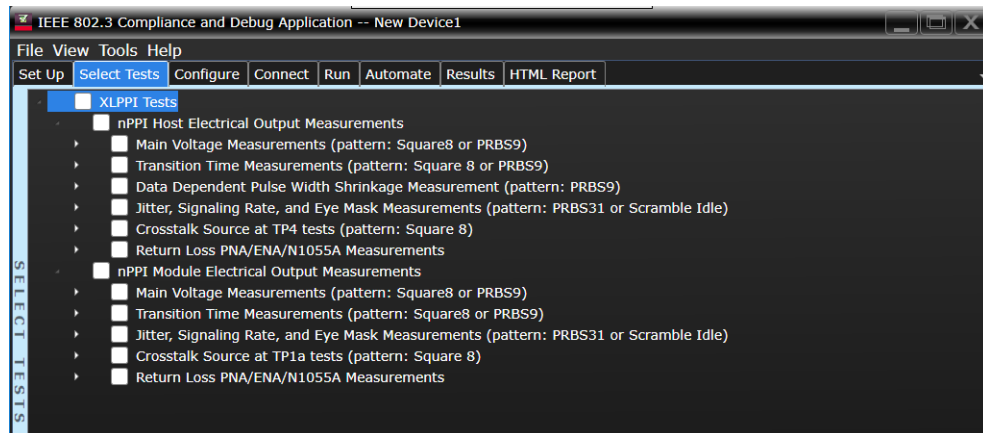 IEEE 802.3 Compliance and Debug Application -- New Device1
File View Tools Help
Set Up Select Tests Configure Connect Run Automate Results HTML Report
XLPPI Tests
nPPI Host Electrical Output Measurements
Main Voltage Measurements (pattern: Square8 or PRBS9)
Transition Time Measurements (pattern: Square 8 or PRBS9)
Data Dependent Pulse Width Shrinkage Measurement (pattern: PRBS9)
Jitter, Signaling Rate, and Eye Mask Measurements (pattern: PRBS31 or Scramble Idle)
Crosstalk Source at TP4 tests (pattern: Square 8)
Return Loss PNA/ENA/N1055A Measurements
nPPI Module Electrical Output Measurements
Main Voltage Measurements (pattern: Square8 or PRBS9)
Transition Time Measurements (pattern: Square8 or PRBS9)
Jitter, Signaling Rate, and Eye Mask Measurements (pattern: PRBS31 or Scramble Idle)
Crosstalk Source at TP1a tests (pattern: Square 8)
Return Loss PNA/ENA/N1055A Measurements
SELECT TESTS